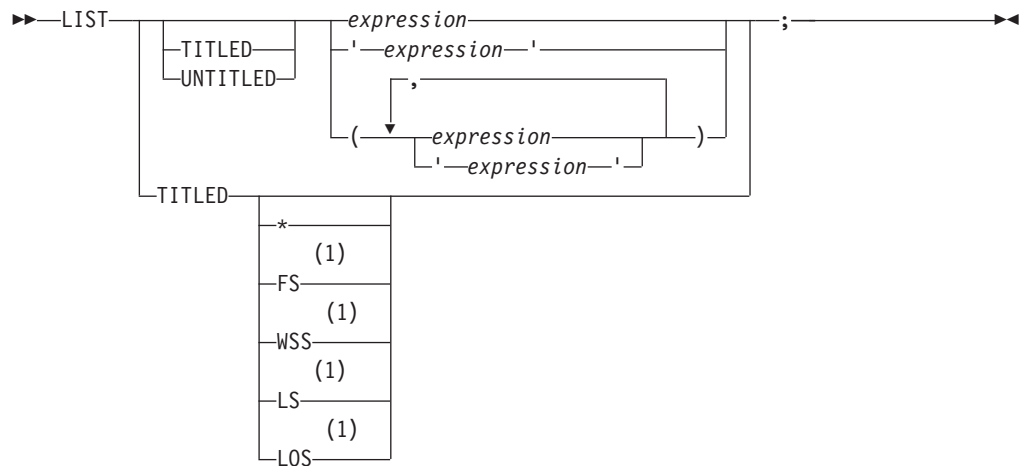 LIST expression ;
TITLED ' expression '
UNTITLED ,
( expression )
' expression '
TITLED
*
(1)
FS
(1)
WSS
(1)
LS
(1)
LOS